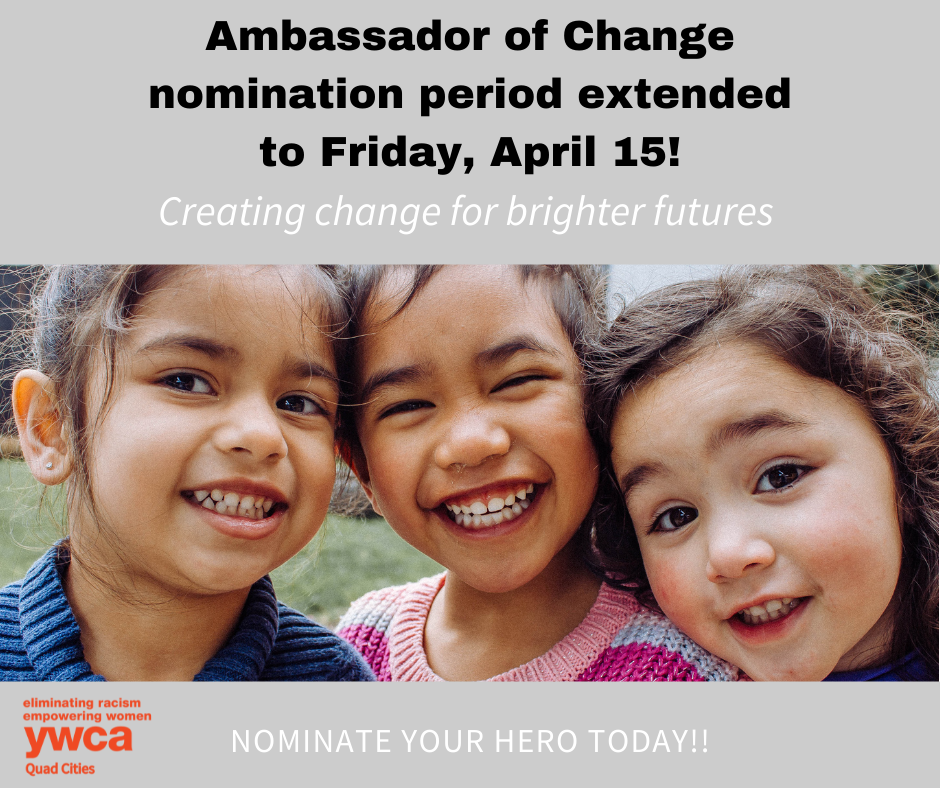 Ambassador of Change
nomination period extended
to Friday, April 15!
Creating change for brighter futures
eliminating racism
empowering women
ywca
Quad Cities
NOMINATE YOUR HERO TODAY!!